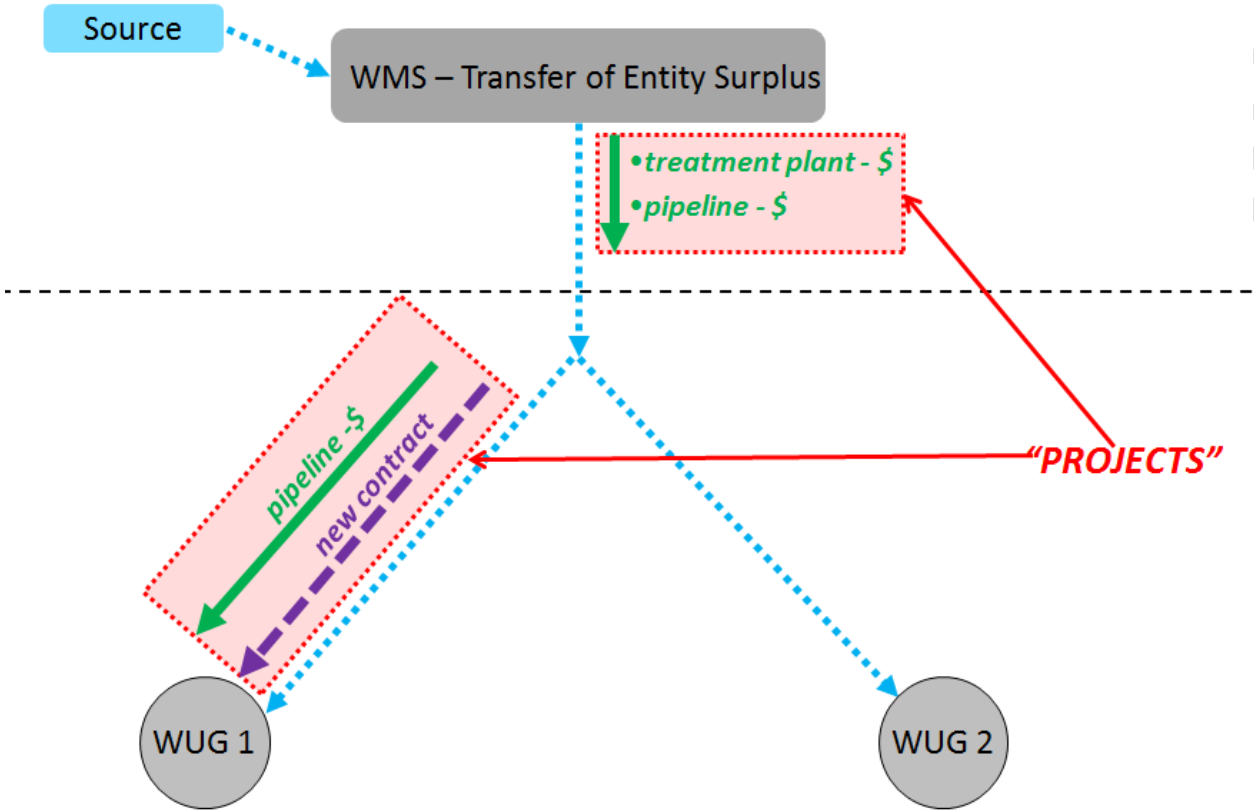 Source
WMS – Transfer of Entity Surplus
•treatment plant - $
•pipeline - $
pipeline -$
new contract
“PROJECTS”
WUG 1
WUG 2